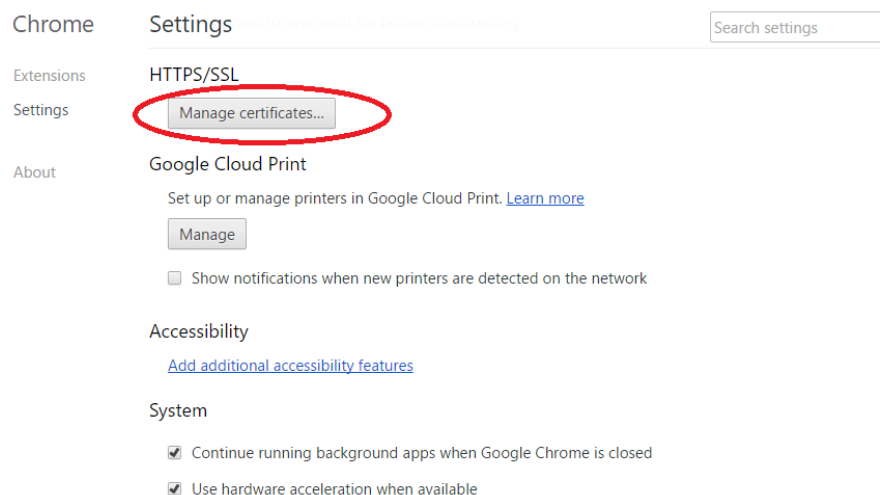 Chrome
Settings
Search settings
Extensions
Settings
About
HTTPS/SSL
Manage certificates...
Google Cloud Print
Set up or manage printers in Google Cloud Print. Learn more
Manage
Show notifications when new printers are detected on the network
Accessibility
Add additional accessibility features
System
Continue running background apps when Google Chrome is closed
Use hardware acceleration when available